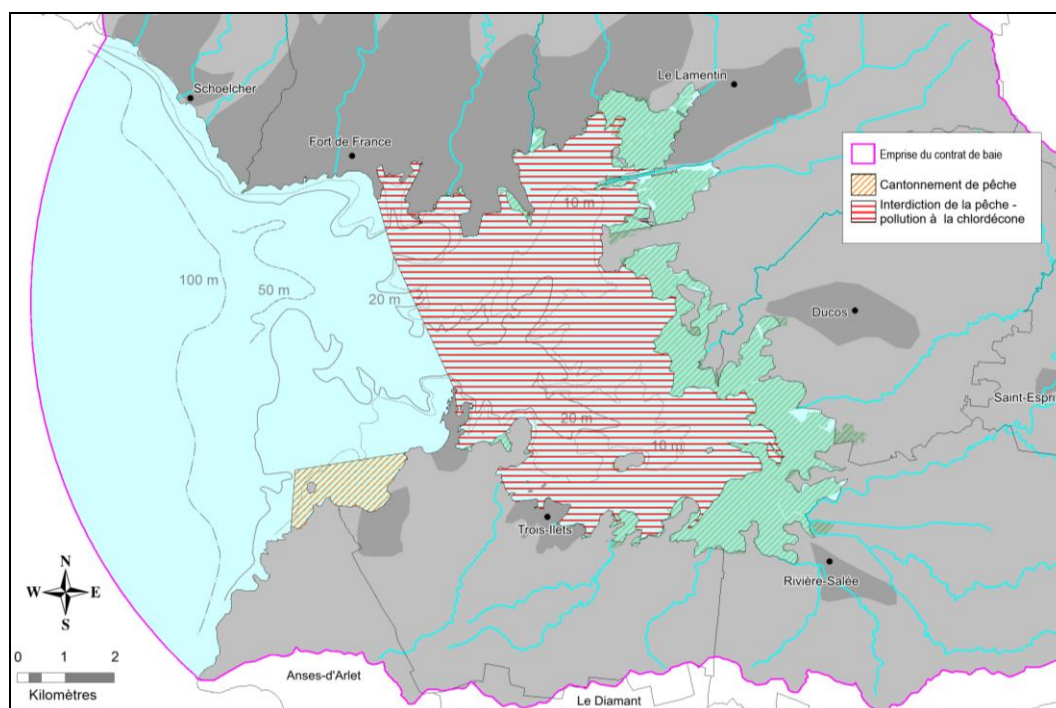 Schoelcher
Fort de France
Le Lamentin
Emprise du contrat de baie
Cantonnement de pêche
Interdiction de la pêche -
pollution à la chlordécone
10 m
100 m
50 m
20 m
Ducos
Saint-Esprit
20 m
10 m
Trois-Ilets
Rivière-Salée
N
W E
S
0 1 2
Kilomètres
Anses-d'Arlet
Le Diamant